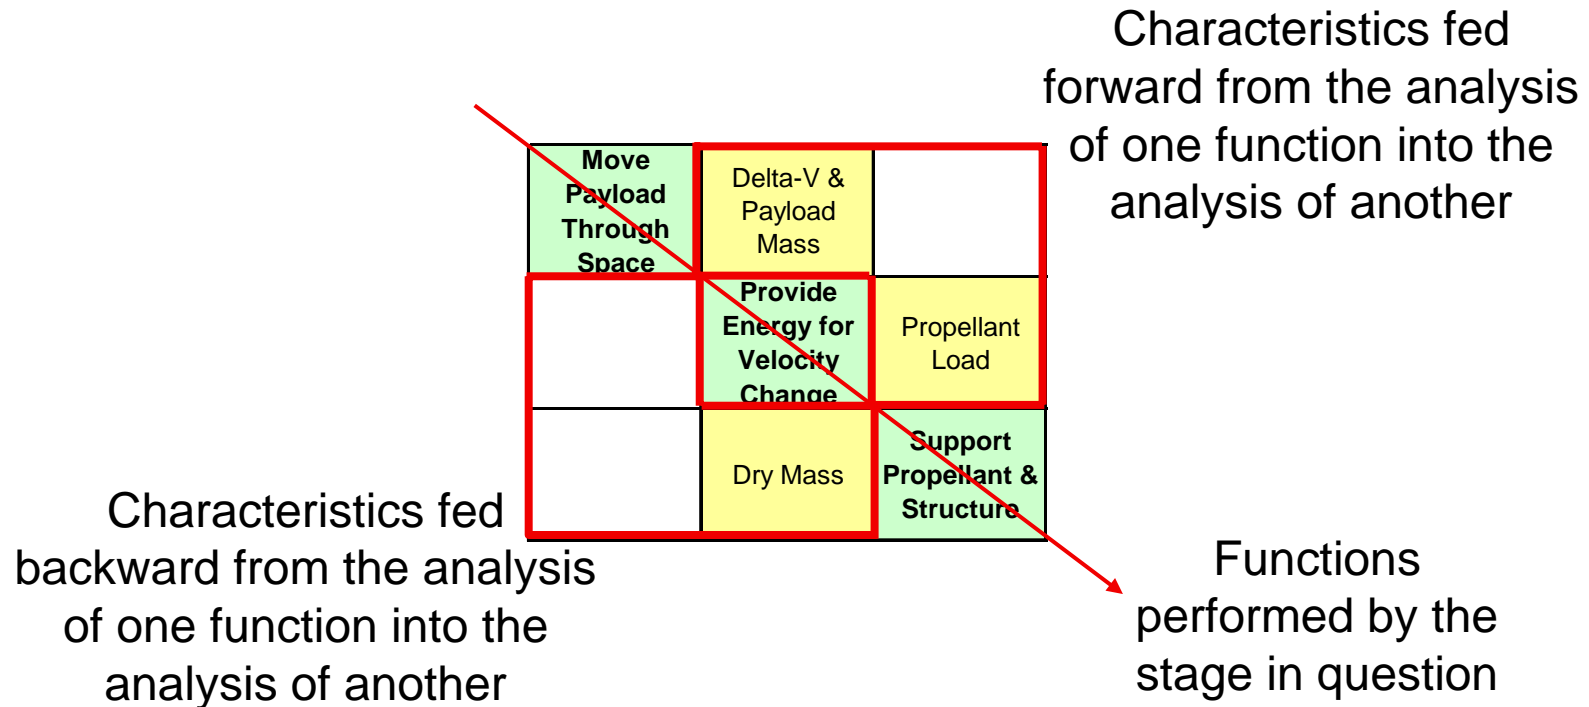 Characteristics fed
forward from the analysis
of one function into the
analysis of another
Move
Payload
Through
Space
Delta-V &
Payload
Mass
Provide
Energy for
Velocity
Change
Propellant
Load
Dry Mass
Support
Propellant &
Structure
Characteristics fed
backward from the analysis
of one function into the
analysis of another
Functions
performed by the
stage in question